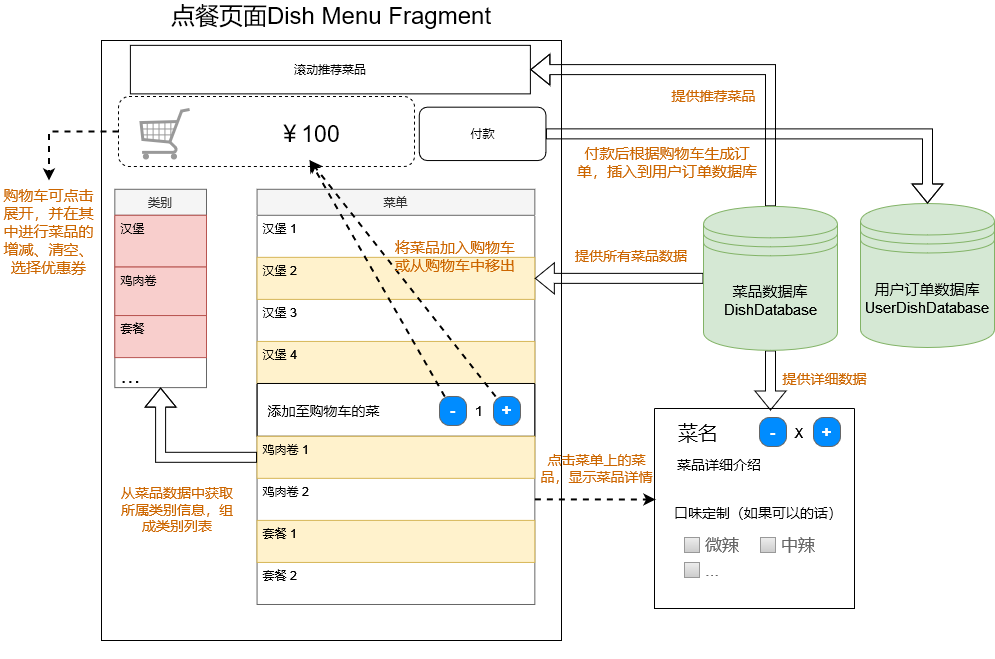 点餐页面Dish Menu Fragment
滚动推荐菜品
提供推荐菜品
¥100
付款
付款后根据购物车生成订
单，插入到用户订单数据库
购物车可点击
展开，并在其
中进行菜品的
增减、清空、
选择优惠券
类别
汉堡
鸡肉卷
套餐
...
菜单
汉堡 1
汉堡 2
汉堡 3
汉堡 4
添加至购物车的菜
- 1 +
鸡肉卷 1
鸡肉卷 2
套餐 1
套餐 2
将菜品加入购物车
或从购物车中移出
提供所有菜品数据
菜品数据库
DishDatabase
用户订单数据库
UserDishDatabase
提供详细数据
从菜品数据中获取
所属类别信息，组
成类别列表
点击菜单上的菜
品，显示菜品详情
菜名
- x +
菜品详细介绍
口味定制（如果可以的话）
微辣
中辣
...